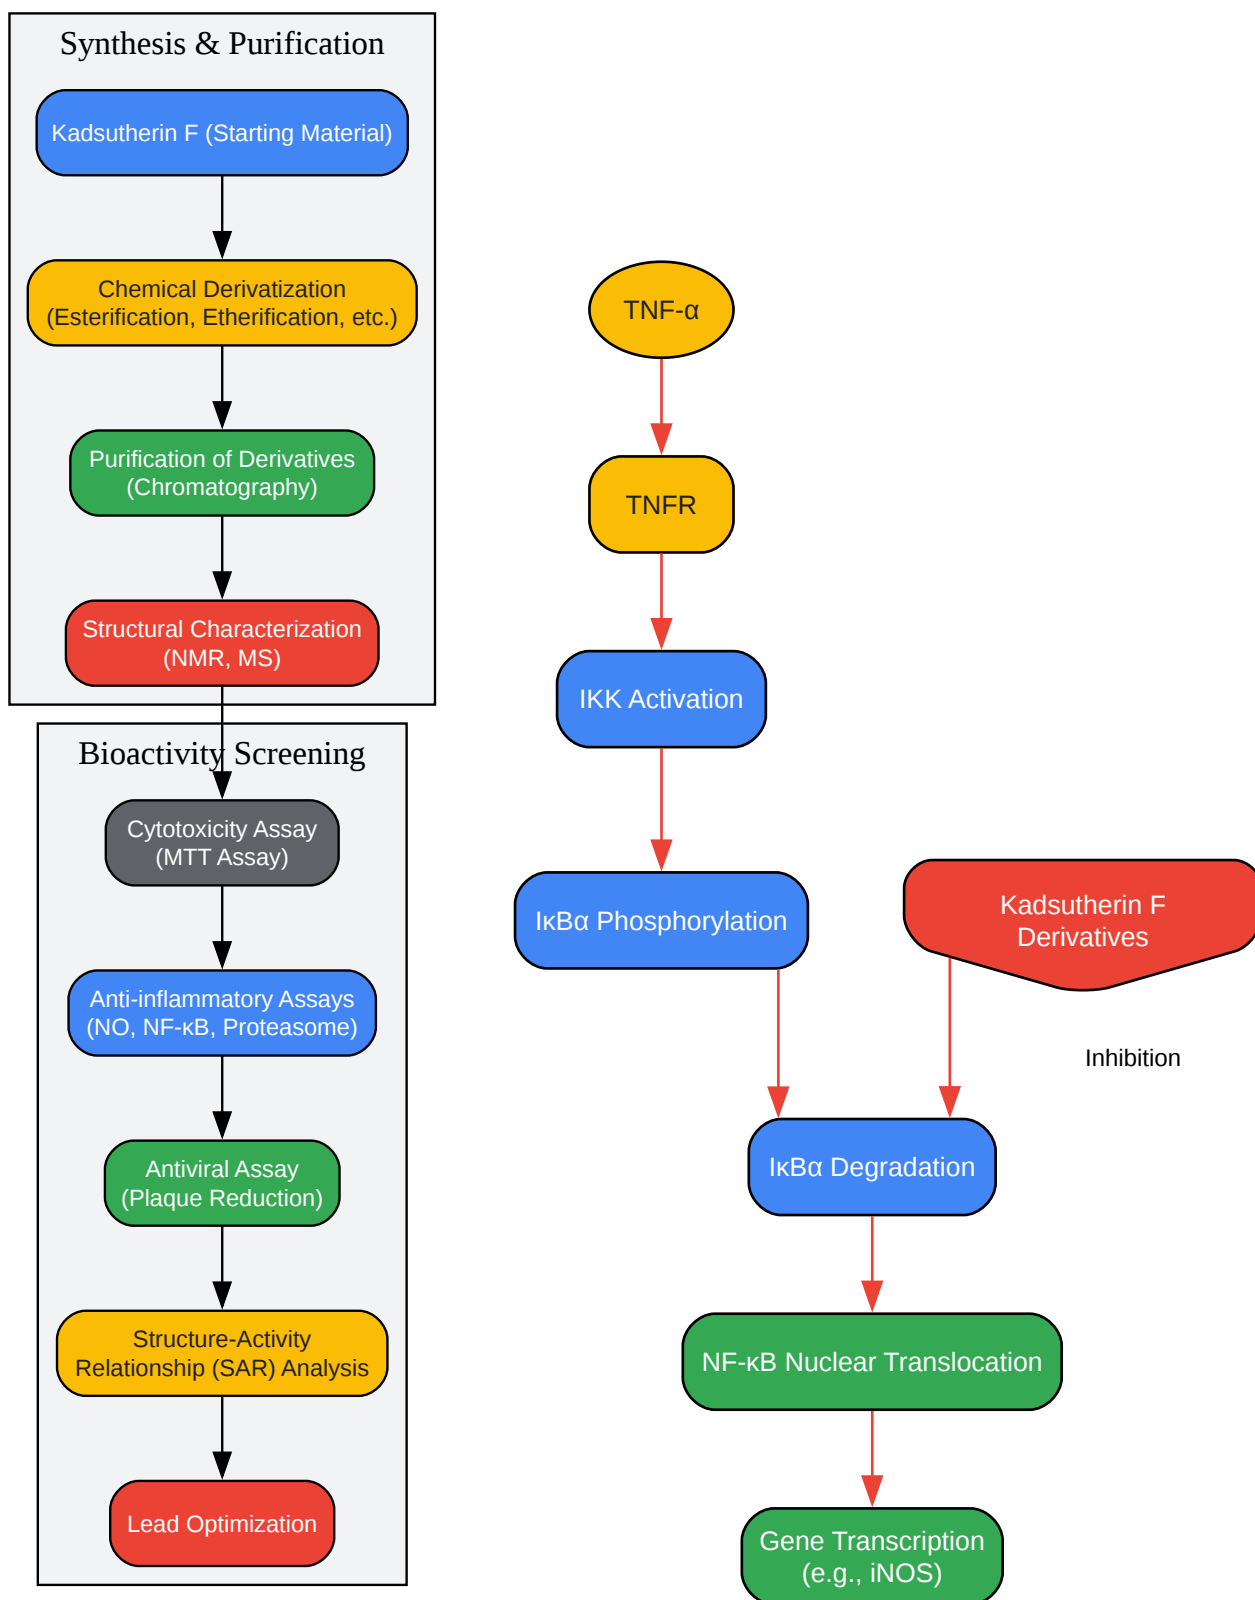 Synthesis & Purification
Kadsutherin F (Starting Material)
Chemical Derivatization
(Esterification, Etherification, etc.)
Purification of Derivatives
(Chromatography)
Structural Characterization
(NMR, MS)
Bioactivity Screening
Cytotoxicity Assay
(MTT Assay)
Anti-inflammatory Assays
(NO, NF-κB, Proteasome)
Antiviral Assay
(Plaque Reduction)
Structure-Activity
Relationship (SAR) Analysis
Lead Optimization
TNF-α
TNFR
IKK Activation
IκBα Phosphorylation
Kadsutherin F
Derivatives
Inhibition
IκBα Degradation
NF-κB Nuclear Translocation
Gene Transcription
(e.g., iNOS)